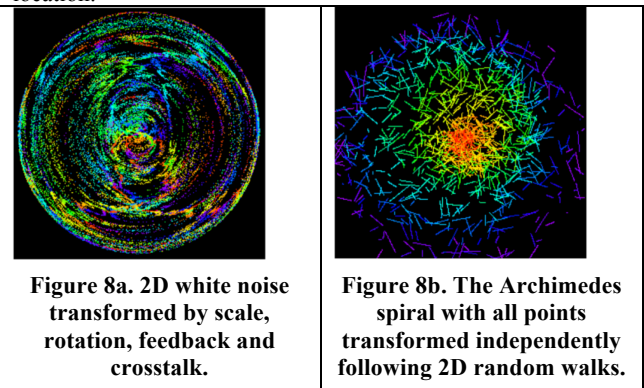 location.
Figure 8a. 2D white noise
transformed by scale,
rotation, feedback and
crosstalk.
Figure 8b. The Archimedes
spiral with all points
transformed independently
following 2D random walks.